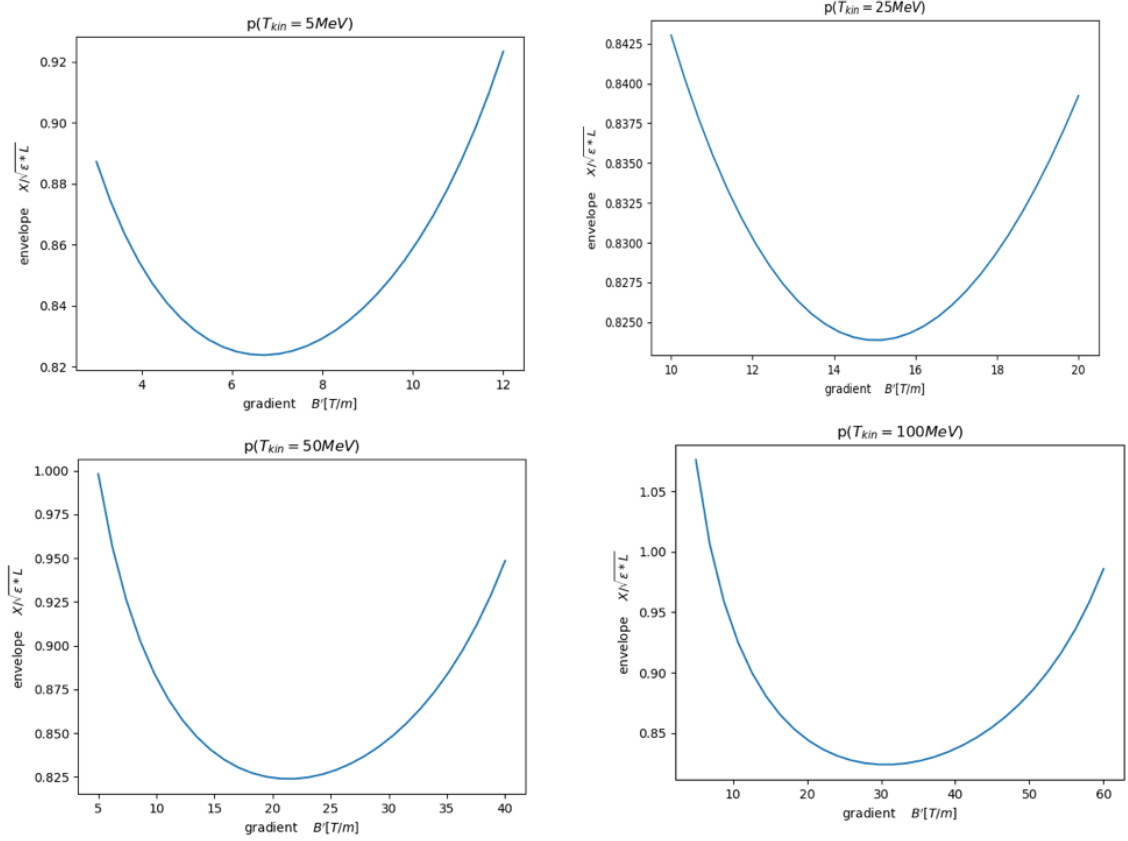 p(T_kin = 5MeV)
0.92
0.90
0.88
0.86
0.84
0.82
envelope X/√ε*L
4 6 8 10 12
gradient B'[T/m]
p(T_kin = 25MeV)
0.8425
0.8400
0.8375
0.8350
0.8325
0.8300
0.8275
0.8250
envelope X/√ε*L
10 12 14 16 18 20
gradient B'[T/m]
p(T_kin = 50MeV)
1.000
0.975
0.950
0.925
0.900
0.875
0.850
0.825
envelope X/√ε*L
5 10 15 20 25 30 35 40
gradient B'[T/m]
p(T_kin = 100MeV)
1.05
1.00
0.95
0.90
0.85
envelope X/√ε*L
10 20 30 40 50 60
gradient B'[T/m]